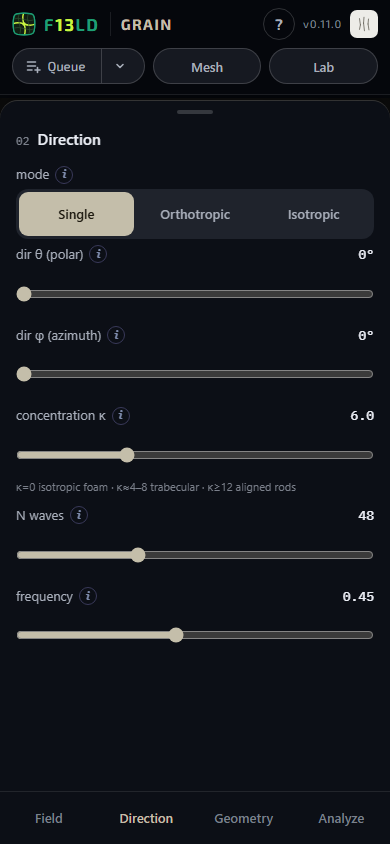 F13LD GRAIN ? v0.11.0
Queue Mesh Lab
02 Direction
mode i
Single Orthotropic Isotropic
dir θ (polar) i 0°
dir φ (azimuth) i 0°
concentration κ i 6.0
κ=0 isotropic foam · κ≈4–8 trabecular · κ≥12 aligned rods
N waves i 48
frequency i 0.45
Field Direction Geometry Analyze